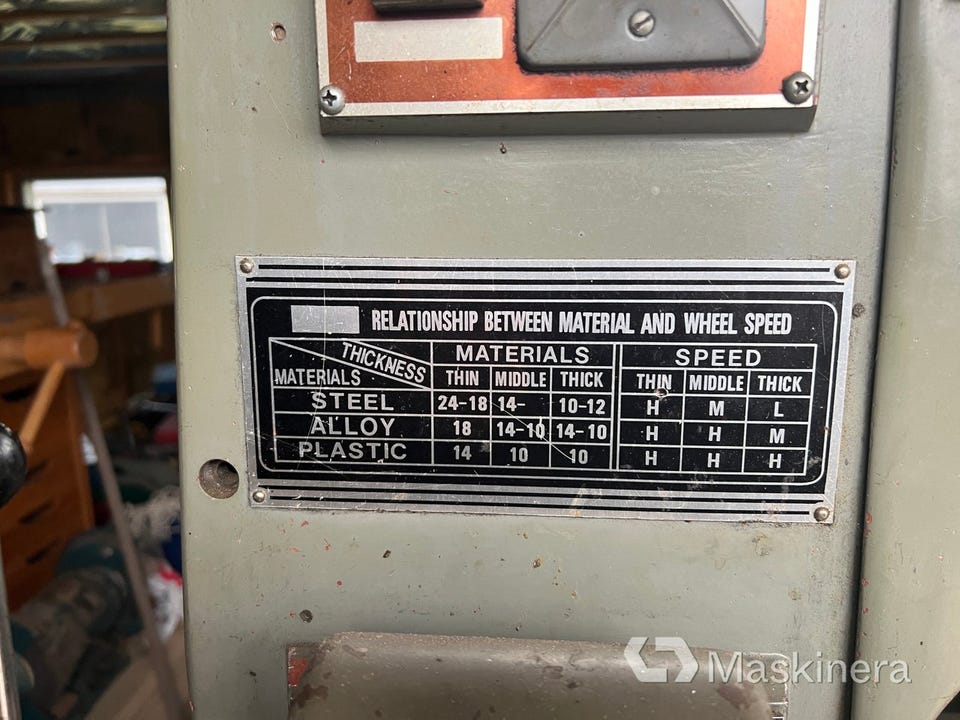 RELATIONSHIP BETWEEN MATERIAL AND WHEEL SPEED
THICKNESS MATERIALS SPEED
MATERIALS THIN MIDDLE THICK THIN MIDDLE THICK
STEEL 24-18 14- 10-12 H M L
ALLOY 18 14-10 14-10 H H M
PLASTIC 14 10 10 H H H
Maskinera